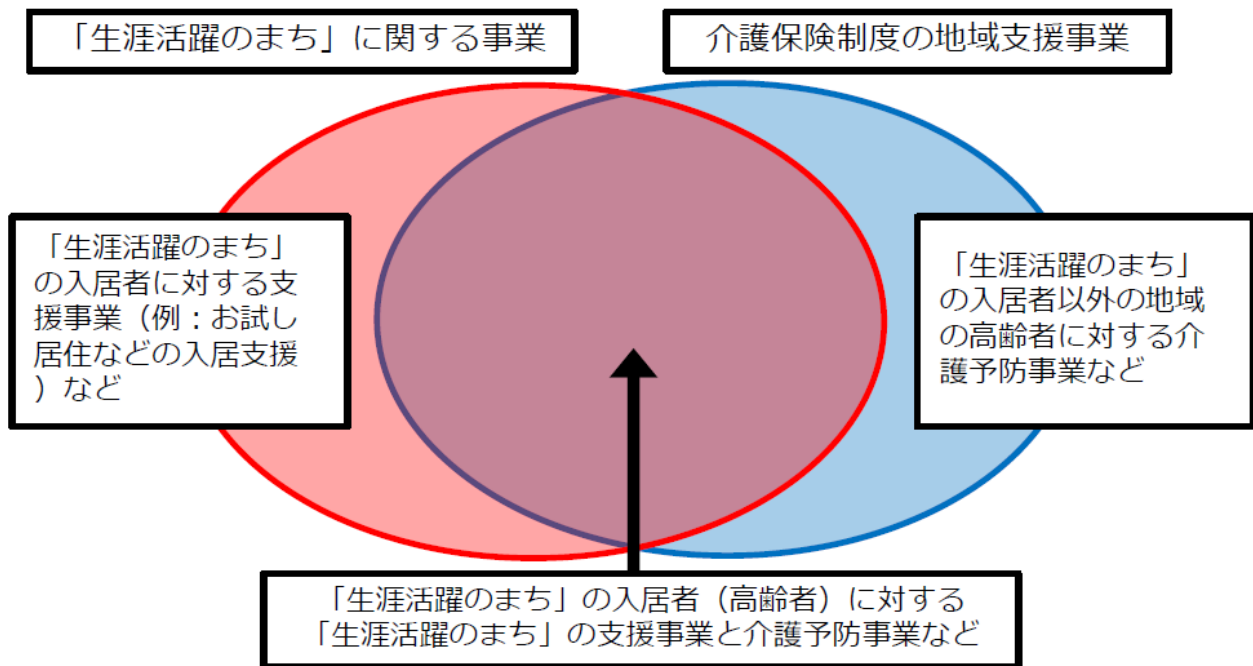 「生涯活躍のまち」に関する事業
介護保険制度の地域支援事業
「生涯活躍のまち」
の入居者に対する支
援事業（例：お試し
居住などの入居支援
）など
「生涯活躍のまち」
の入居者以外の地域
の高齢者に対する介
護予防事業など
「生涯活躍のまち」の入居者（高齢者）に対する
「生涯活躍のまち」の支援事業と介護予防事業など